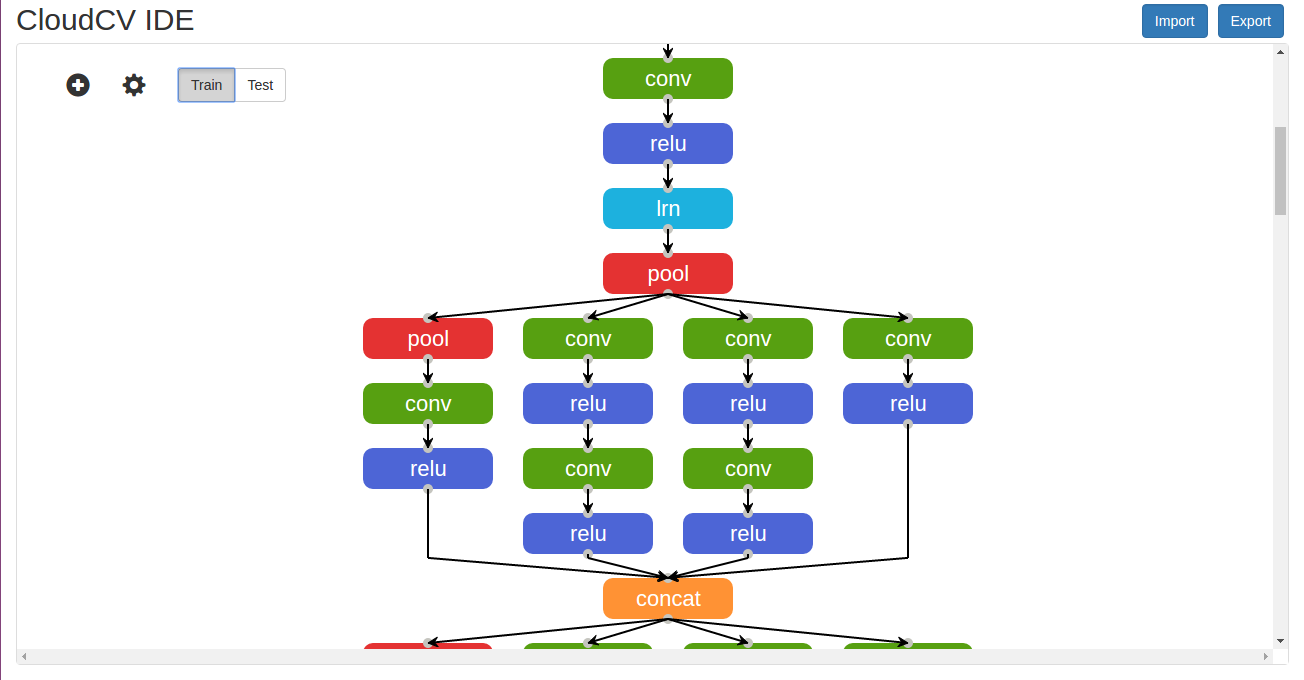 CloudCV IDE
Import Export
Train Test
conv
relu
lrn
pool
pool conv conv conv
conv relu relu relu
relu conv conv
relu relu
concat